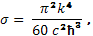 σ = π²k⁴ / 60 c²ħ³ ,